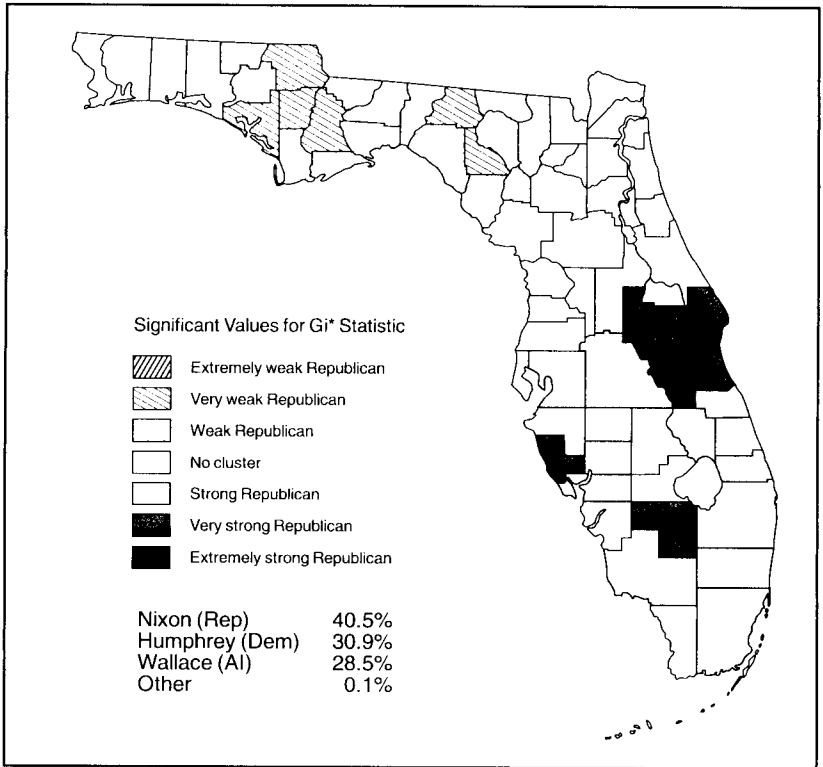 Significant Values for Gi* Statistic
Extremely weak Republican
Very weak Republican
Weak Republican
No cluster
Strong Republican
Very strong Republican
Extremely strong Republican
Nixon (Rep) 40.5%
Humphrey (Dem) 30.9%
Wallace (AI) 28.5%
Other 0.1%